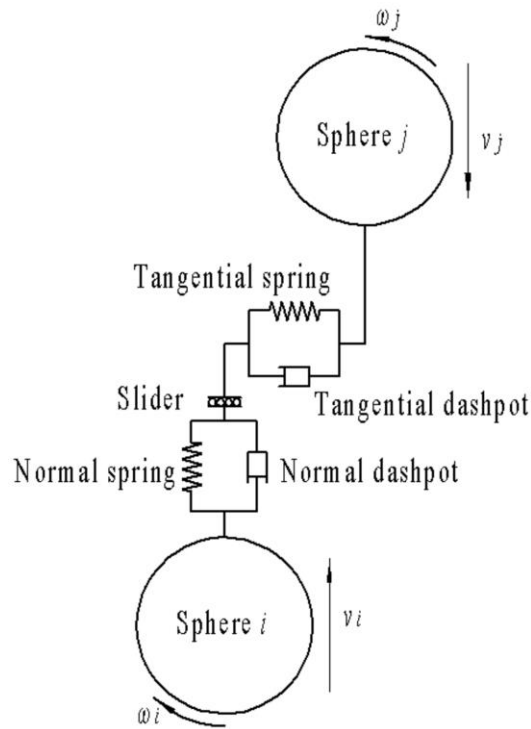 ωj
Sphere j
vj
Tangential spring
Slider
Tangential dashpot
Normal spring
Normal dashpot
Sphere i
vi
ωi